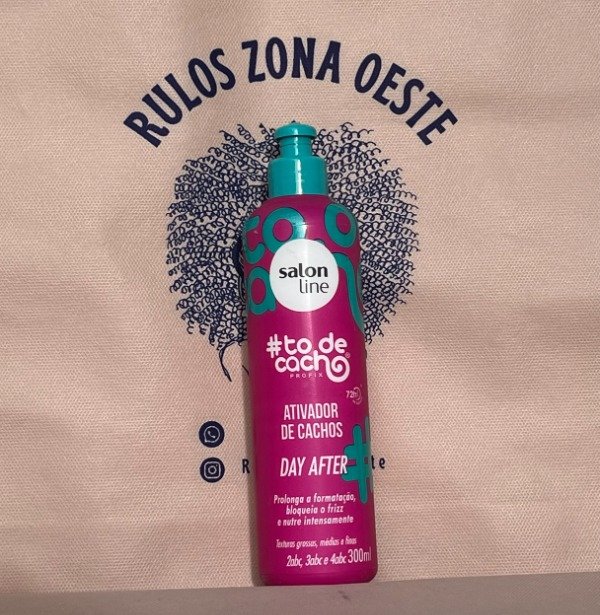 RULOS ZONA OESTE
salon
line
#to de
cacho®
PROFIX
72h
ATIVADOR
DE CACHOS
DAY AFTER
Prolonga a formatação,
bloqueia o frizz
e nutre intensamente
Texturas grossas, médias e finas
2abc, 3abc e 4abc 300ml